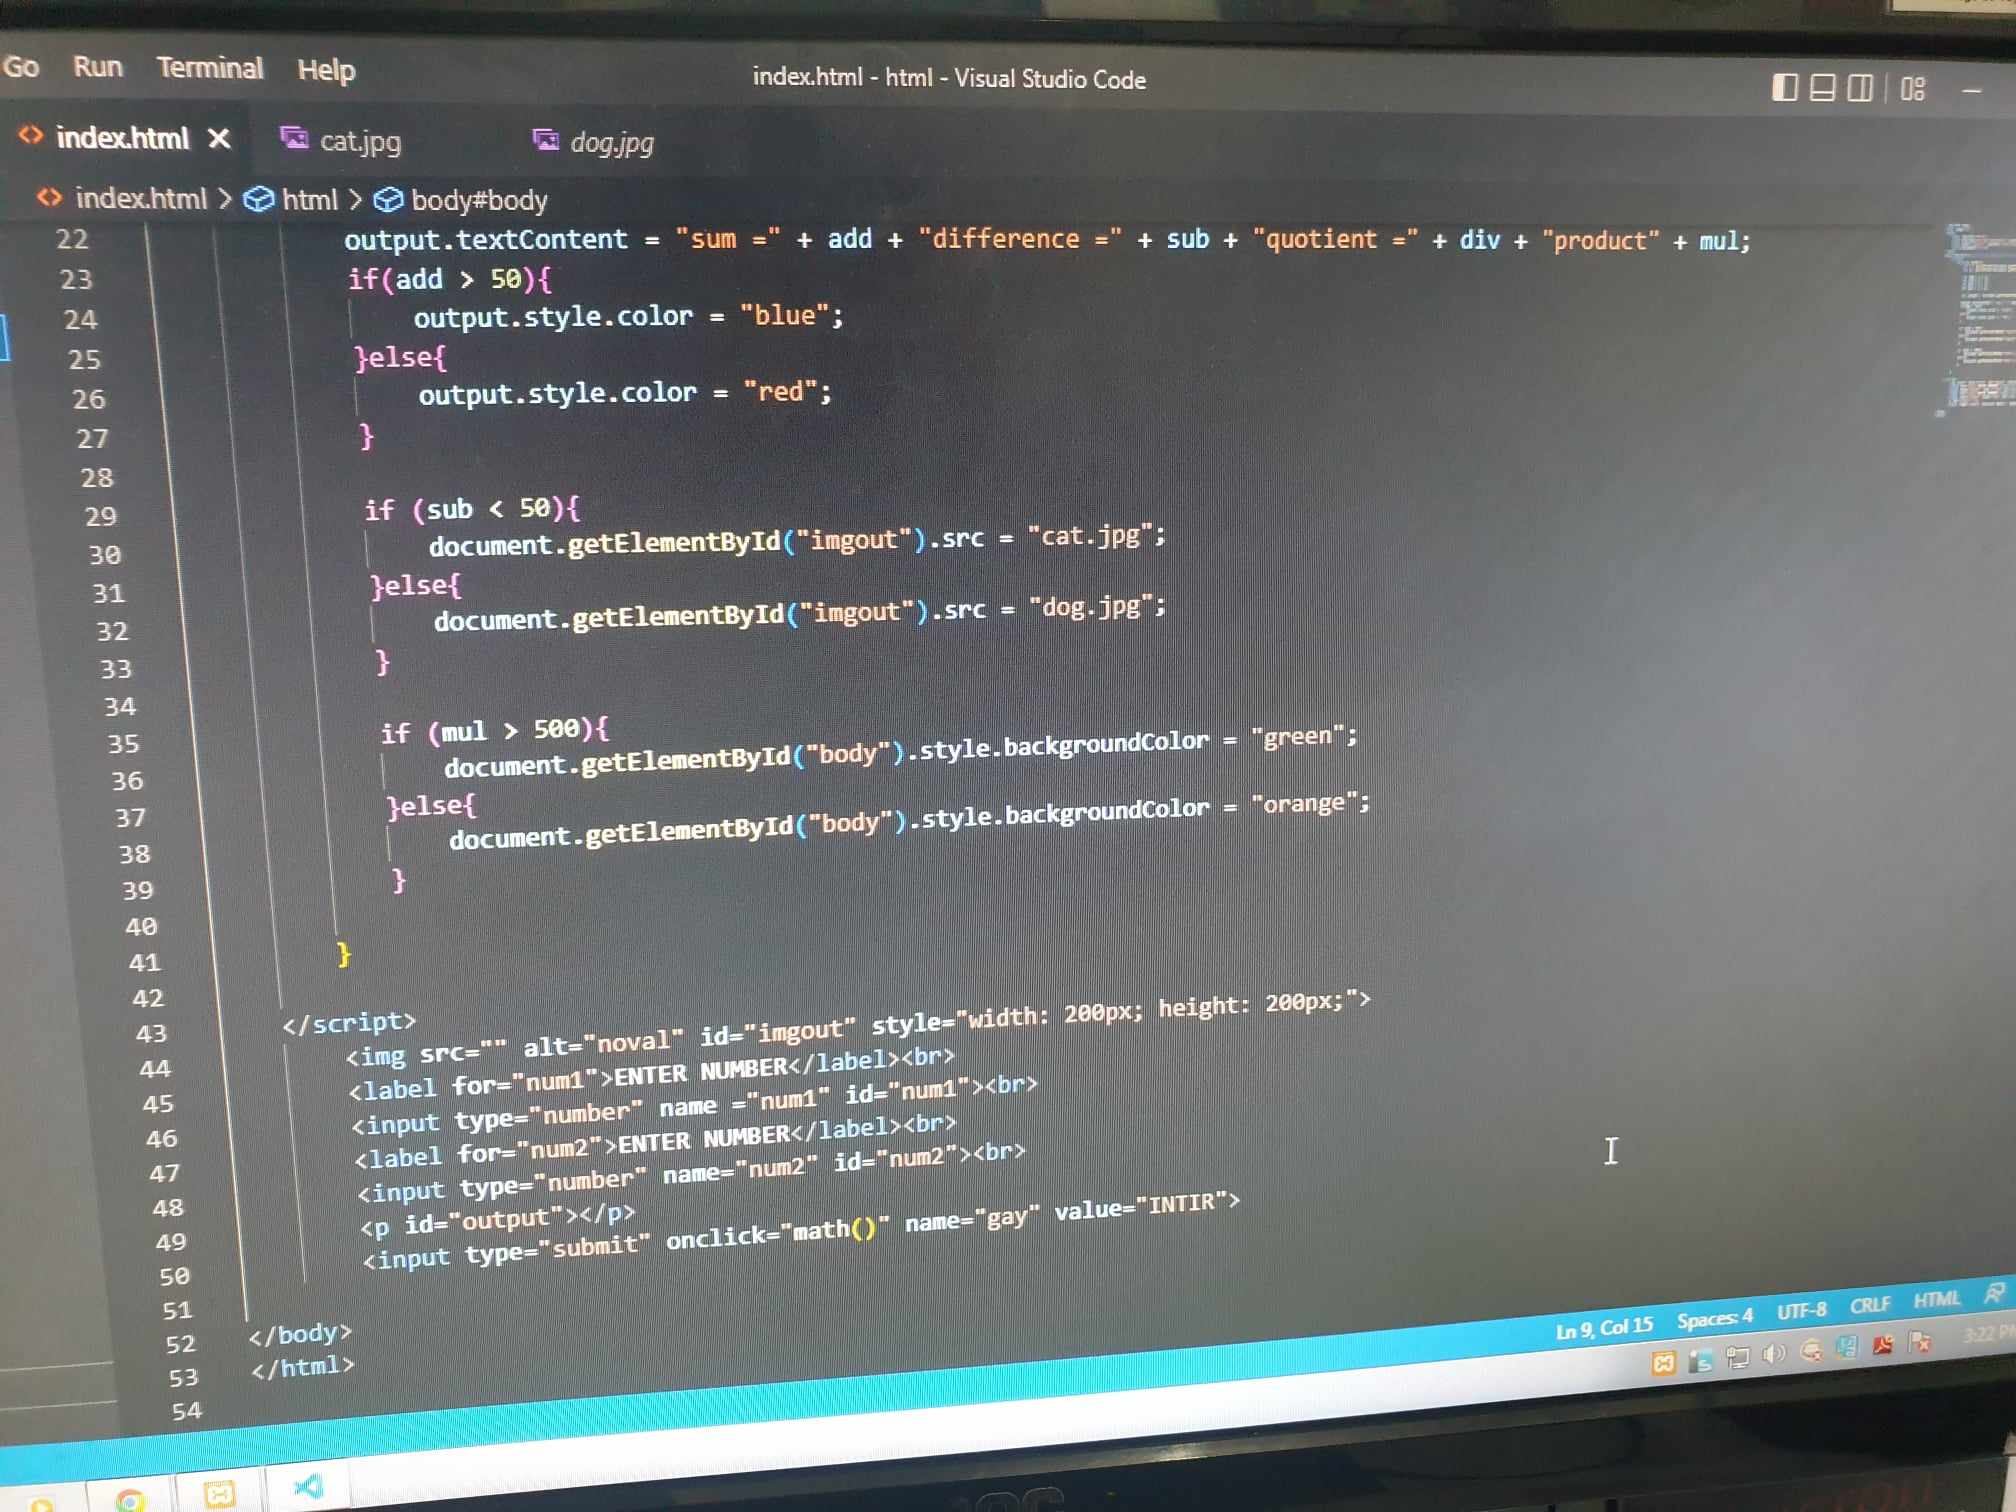 Go Run Terminal Help
index.html - html - Visual Studio Code
index.html cat.jpg dog.jpg
index.html > html > body#body
22 output.textContent = "sum =" + add + "difference =" + sub + "quotient =" + div + "product" + mul;
23 if(add > 50){
24 output.style.color = "blue";
25 }else{
26 output.style.color = "red";
27 }
28
29 if (sub < 50){
30 document.getElementById("imgout").src = "cat.jpg";
31 }else{
32 document.getElementById("imgout").src = "dog.jpg";
33 }
34
35 if (mul > 500){
36 document.getElementById("body").style.backgroundColor = "green";
37 }else{
38 document.getElementById("body").style.backgroundColor = "orange";
39 }
40
41 }
42
43 </script>
44 <img src="" alt="noval" id="imgout" style="width: 200px; height: 200px;">
45 <label for="num1">ENTER NUMBER</label><br>
46 <input type="number" name ="num1" id="num1"><br>
47 <label for="num2">ENTER NUMBER</label><br>
48 <input type="number" name="num2" id="num2"><br>
49 <p id="output"></p>
50 <input type="submit" onclick="math()" name="gay" value="INTIR">
51
52 </body>
53 </html>
54
Ln 9, Col 15 Spaces: 4 UTF-8 CRLF HTML
3:22 PM